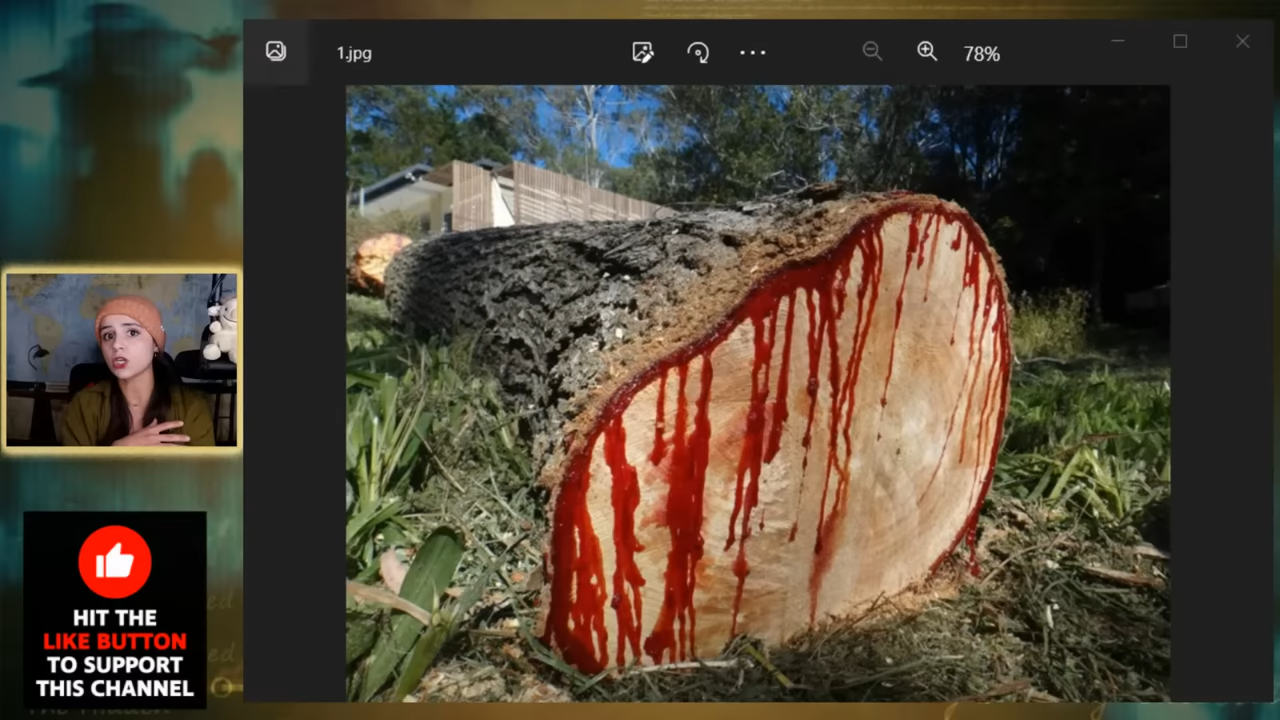 1.jpg
78%
HIT THE
LIKE BUTTON
TO SUPPORT
THIS CHANNEL